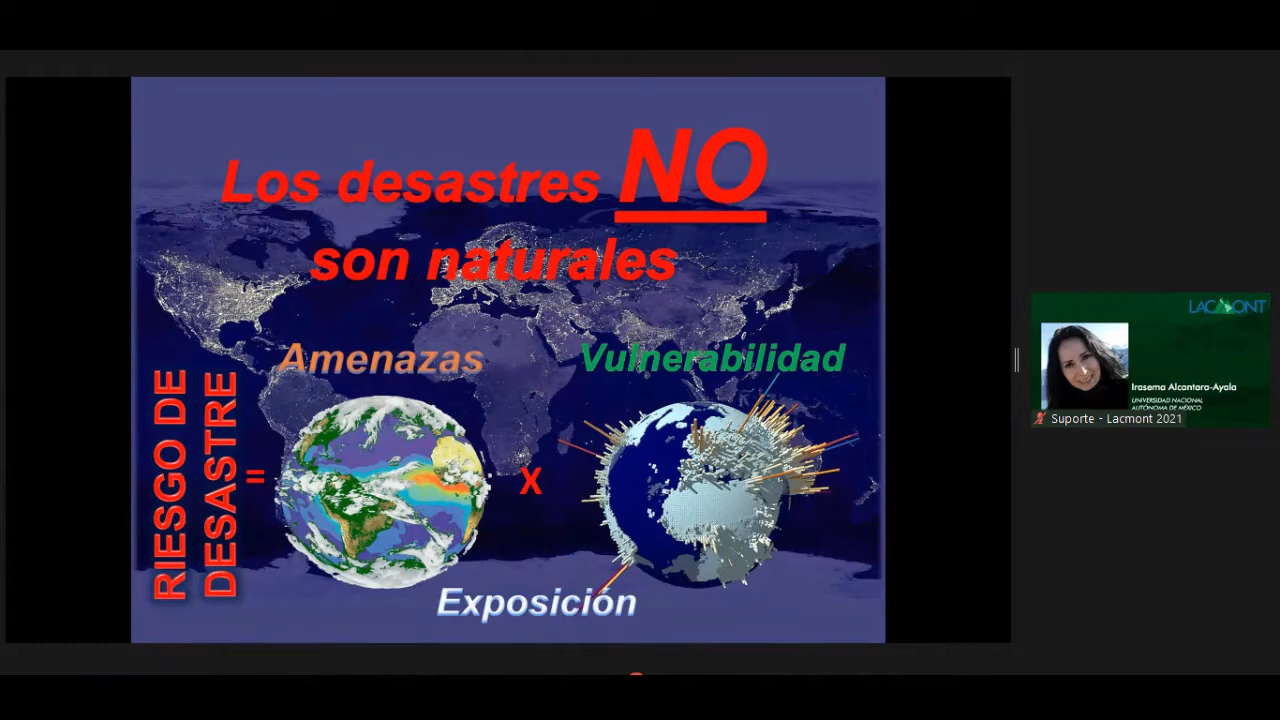 Los desastres NO
son naturales
Amenazas
Vulnerabilidad
RIESGO DE
DESASTRE
=
X
Exposición
LACMONT
Irasema Alcantara-Ayala
UNIVERSIDAD NACIONAL
AUTÓNOMA DE MÉXICO
Suporte - Lacmont 2021